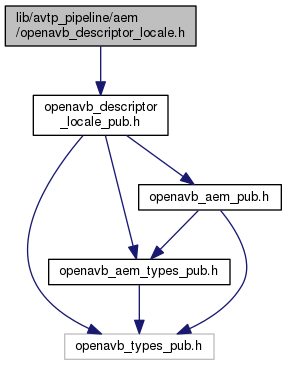 lib/avtp_pipeline/aem
/openavb_descriptor_locale.h
openavb_descriptor
_locale_pub.h
openavb_aem_pub.h
openavb_aem_types_pub.h
openavb_types_pub.h